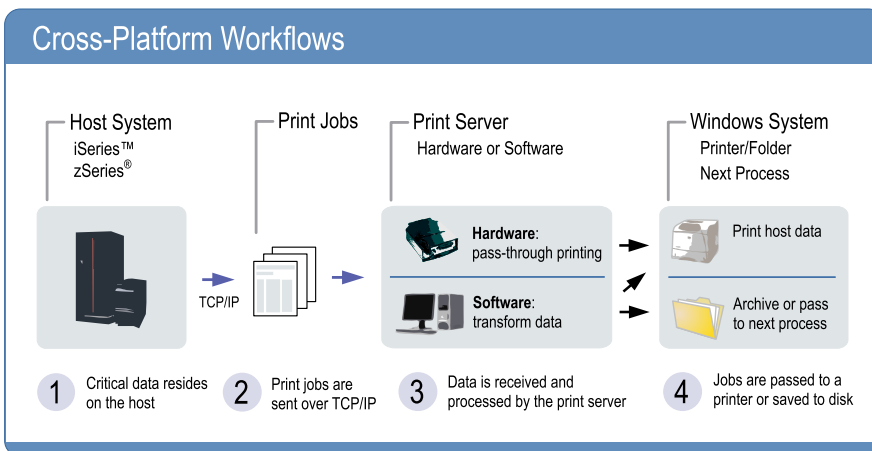 Cross-Platform Workflows
Host System
iSeries™
zSeries®
Print Jobs
Print Server
Hardware or Software
Windows System
Printer/Folder
Next Process
TCP/IP
Hardware:
pass-through printing
Software:
transform data
Print host data
Archive or pass
to next process
1
Critical data resides
on the host
2
Print jobs are
sent over TCP/IP
3
Data is received and
processed by the print server
4
Jobs are passed to a
printer or saved to disk